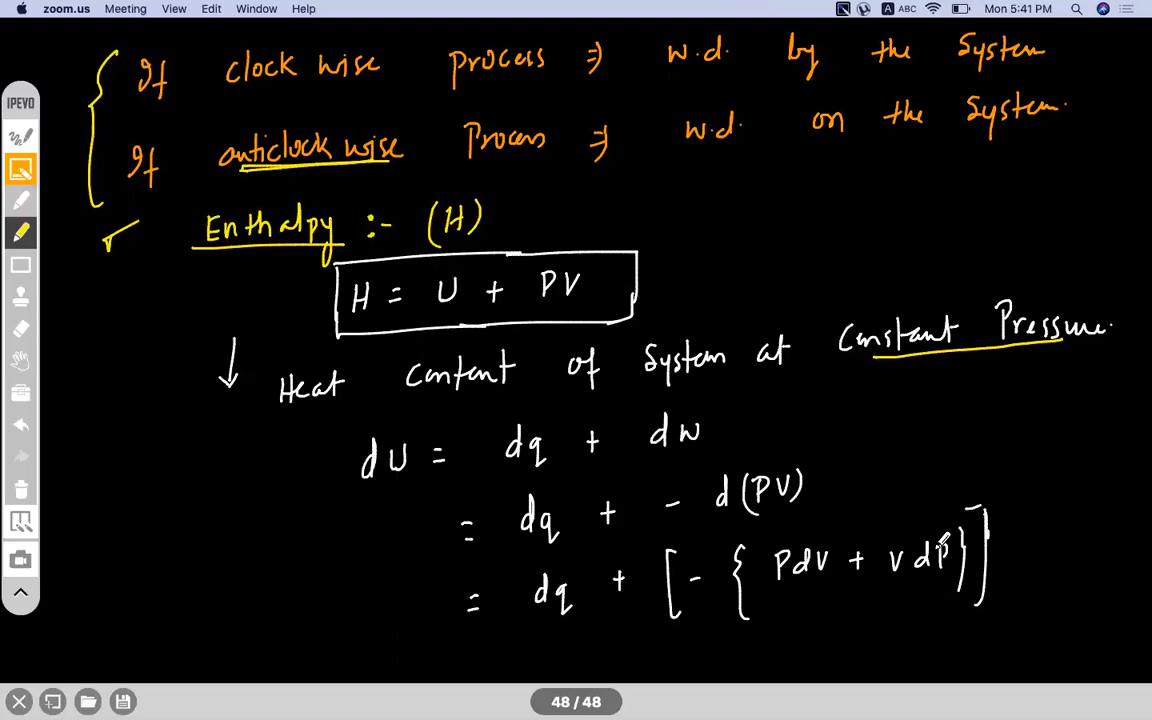 zoom.us Meeting View Edit Window Help ABC Mon 5:41 PM
IPEVO
If clock wise process ⇒ w.d. by the System
If anticlock wise Process ⇒ w.d. on the System.
Enthalpy :- (H)
H = U + PV
↓ Heat Content of System at Constant Pressure.
dU = dq + dw
= dq + - d(PV)
= dq + [- { PdV + VdP}]
48 / 48